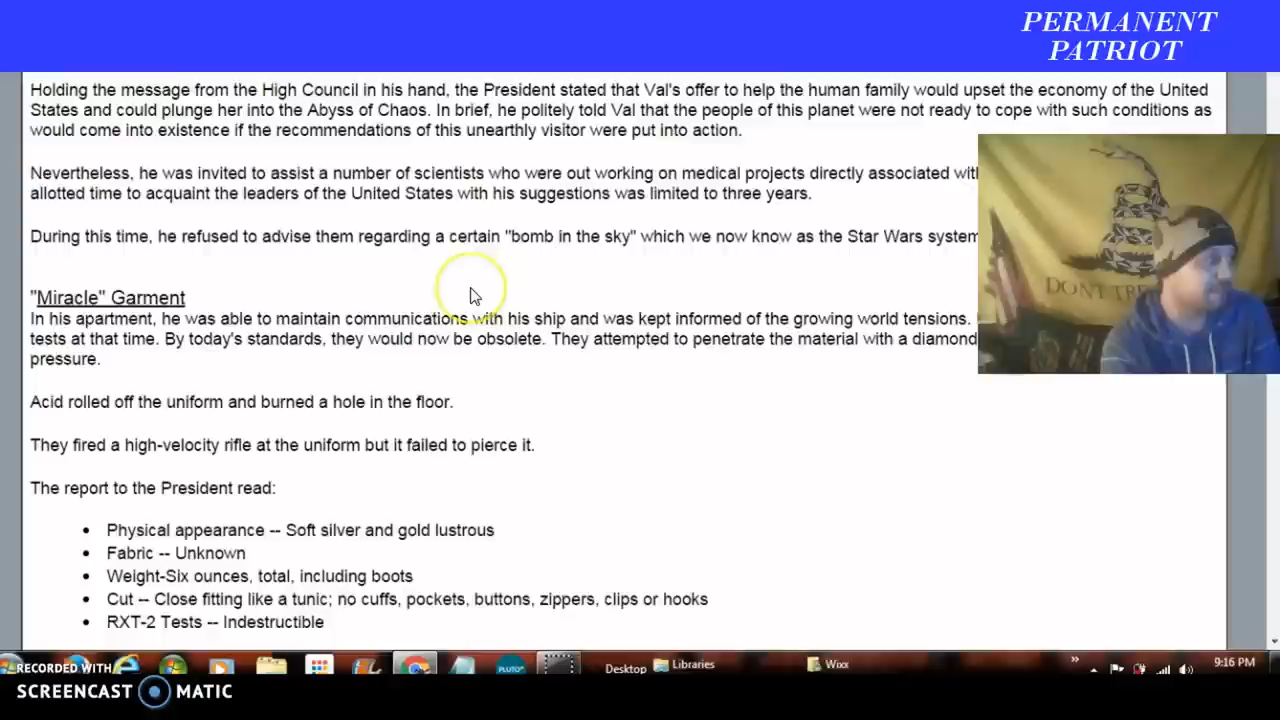 PERMANENT
PATRIOT
Holding the message from the High Council in his hand, the President stated that Val's offer to help the human family would upset the economy of the United
States and could plunge her into the Abyss of Chaos. In brief, he politely told Val that the people of this planet were not ready to cope with such conditions as
would come into existence if the recommendations of this unearthly visitor were put into action.
Nevertheless, he was invited to assist a number of scientists who were out working on medical projects directly associated with
allotted time to acquaint the leaders of the United States with his suggestions was limited to three years.
During this time, he refused to advise them regarding a certain "bomb in the sky" which we now know as the Star Wars system
"Miracle" Garment
In his apartment, he was able to maintain communications with his ship and was kept informed of the growing world tensions.
tests at that time. By today's standards, they would now be obsolete. They attempted to penetrate the material with a diamond
pressure.
DONT TRE
Acid rolled off the uniform and burned a hole in the floor.
They fired a high-velocity rifle at the uniform but it failed to pierce it.
The report to the President read:
• Physical appearance -- Soft silver and gold lustrous
• Fabric -- Unknown
• Weight-Six ounces, total, including boots
• Cut -- Close fitting like a tunic; no cuffs, pockets, buttons, zippers, clips or hooks
• RXT-2 Tests -- Indestructible
PLUTO
Desktop » Libraries Wixx 9:16 PM
RECORDED WITH
SCREENCAST MATIC